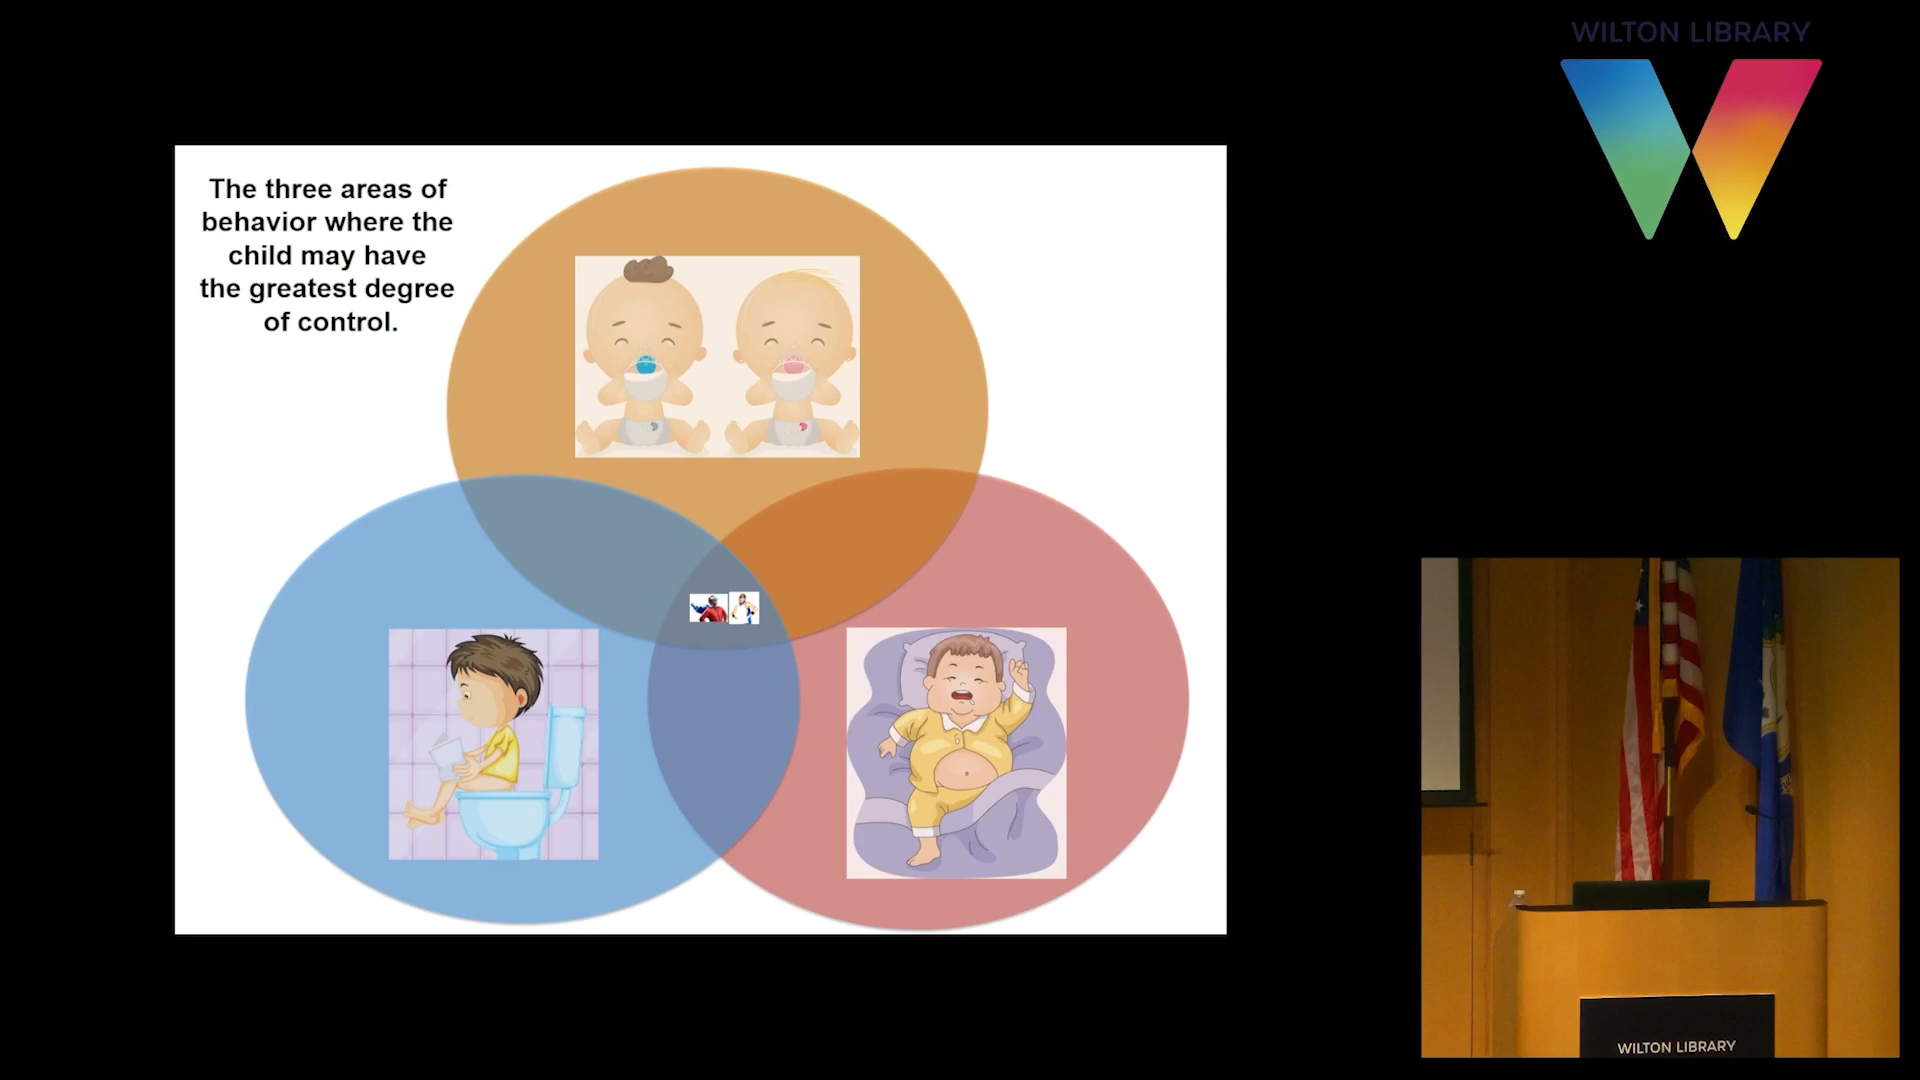 WILTON LIBRARY
The three areas of
behavior where the
child may have
the greatest degree
of control.
WILTON LIBRARY